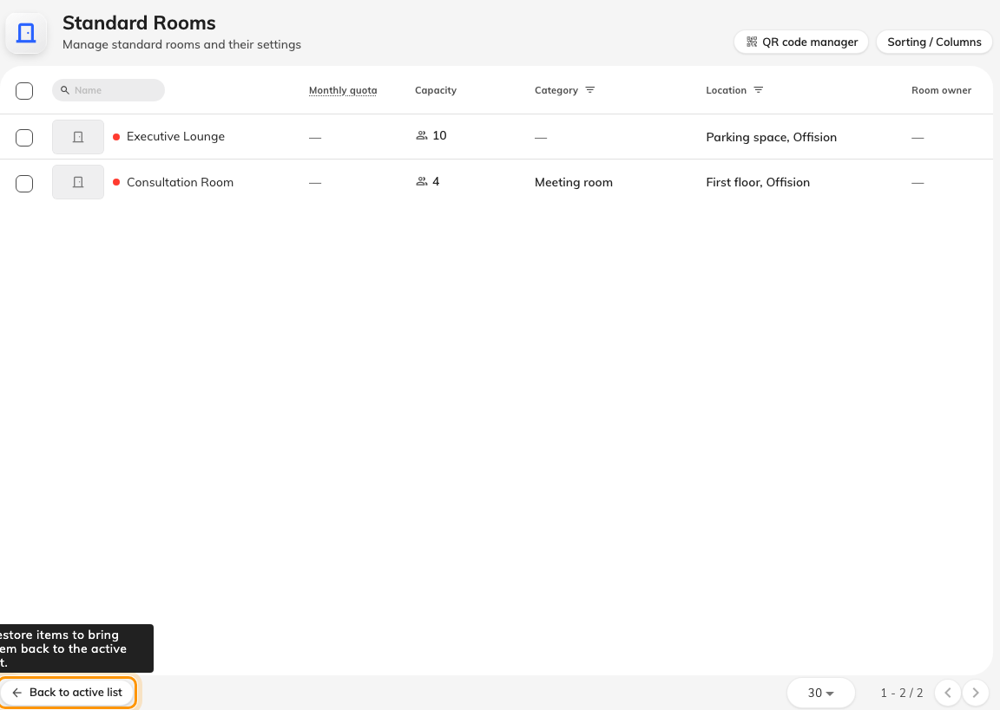 Standard Rooms
Manage standard rooms and their settings
QR code manager
Sorting / Columns
Name
Monthly quota
Capacity
Category
Location
Room owner
Executive Lounge
—
10
—
Parking space, Offision
—
Consultation Room
—
4
Meeting room
First floor, Offision
—
estore items to bring
em back to the active
t.
Back to active list
30
1 - 2 / 2